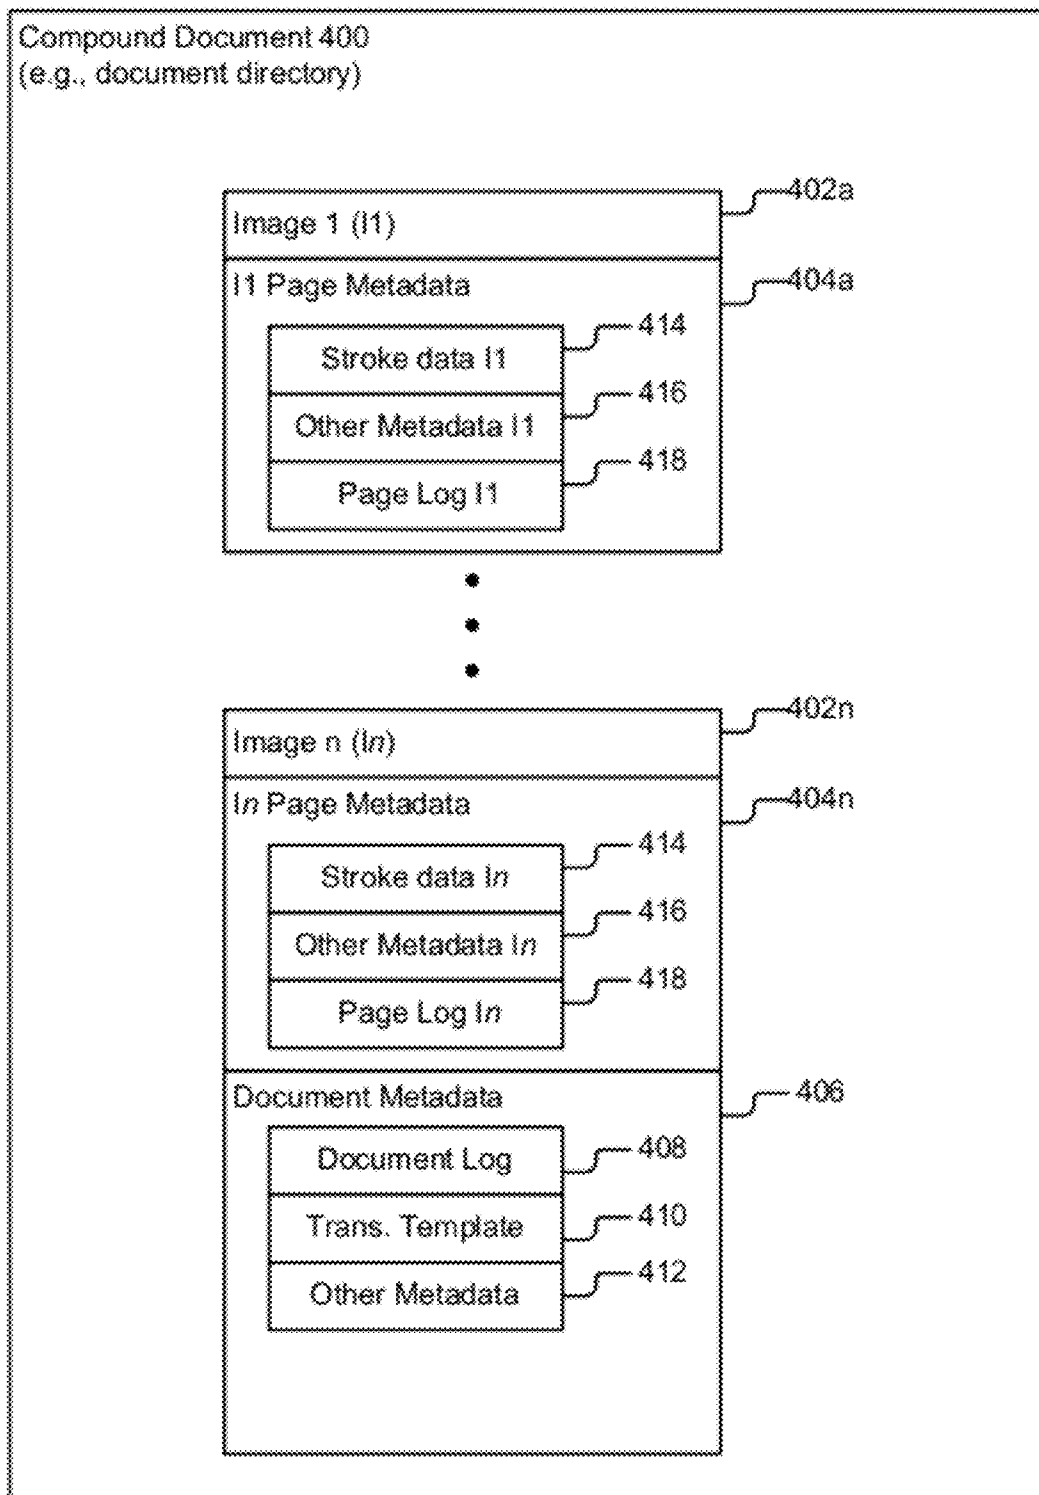 Compound Document 400
(e.g., document directory)
402a
Image 1 (I1)
404a
I1 Page Metadata
414
Stroke data I1
416
Other Metadata I1
418
Page Log I1
402n
Image n (In)
404n
In Page Metadata
414
Stroke data In
416
Other Metadata In
418
Page Log In
406
Document Metadata
408
Document Log
410
Trans. Template
412
Other Metadata